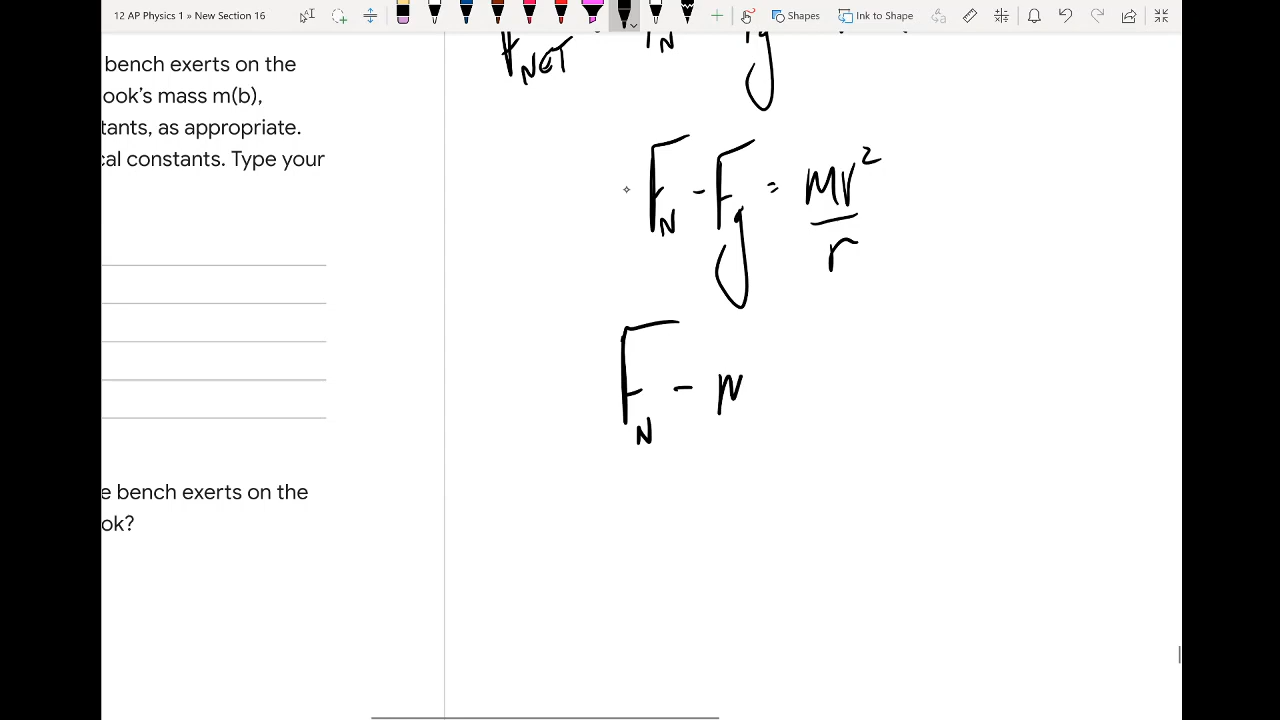 12 AP Physics 1 » New Section 16
Shapes
Ink to Shape
bench exerts on the
ook's mass m(b),
tants, as appropriate.
cal constants. Type your
e bench exerts on the
ok?
NET N g
F_N - F_g = mv²/r
F_N - m